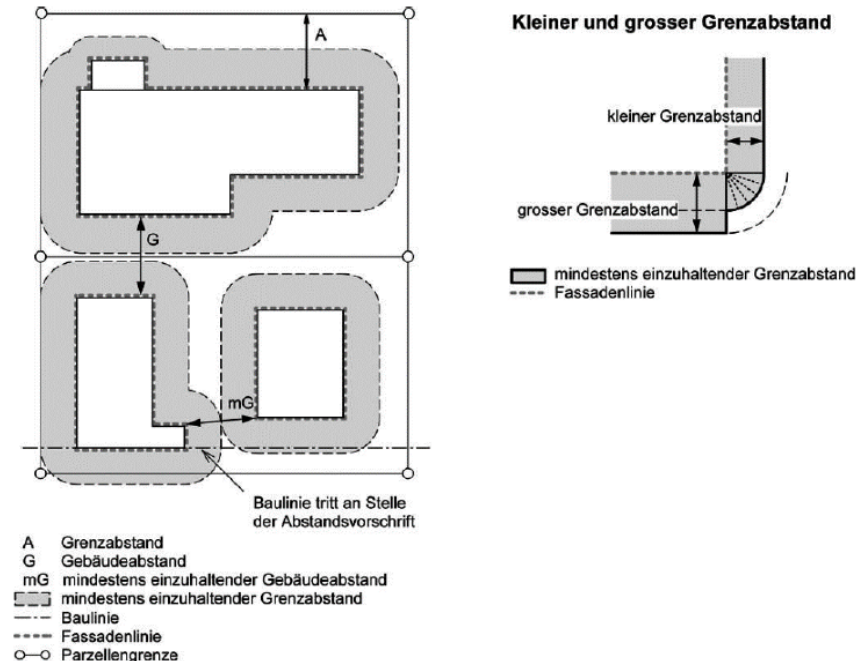 A
G
mG
Baulinie tritt an Stelle
der Abstandsvorschrift
A Grenzabstand
G Gebäudeabstand
mG mindestens einzuhaltender Gebäudeabstand
mindestens einzuhaltender Grenzabstand
Baulinie
Fassadenlinie
Parzellengrenze
Kleiner und grosser Grenzabstand
kleiner Grenzabstand
grosser Grenzabstand
mindestens einzuhaltender Grenzabstand
Fassadenlinie